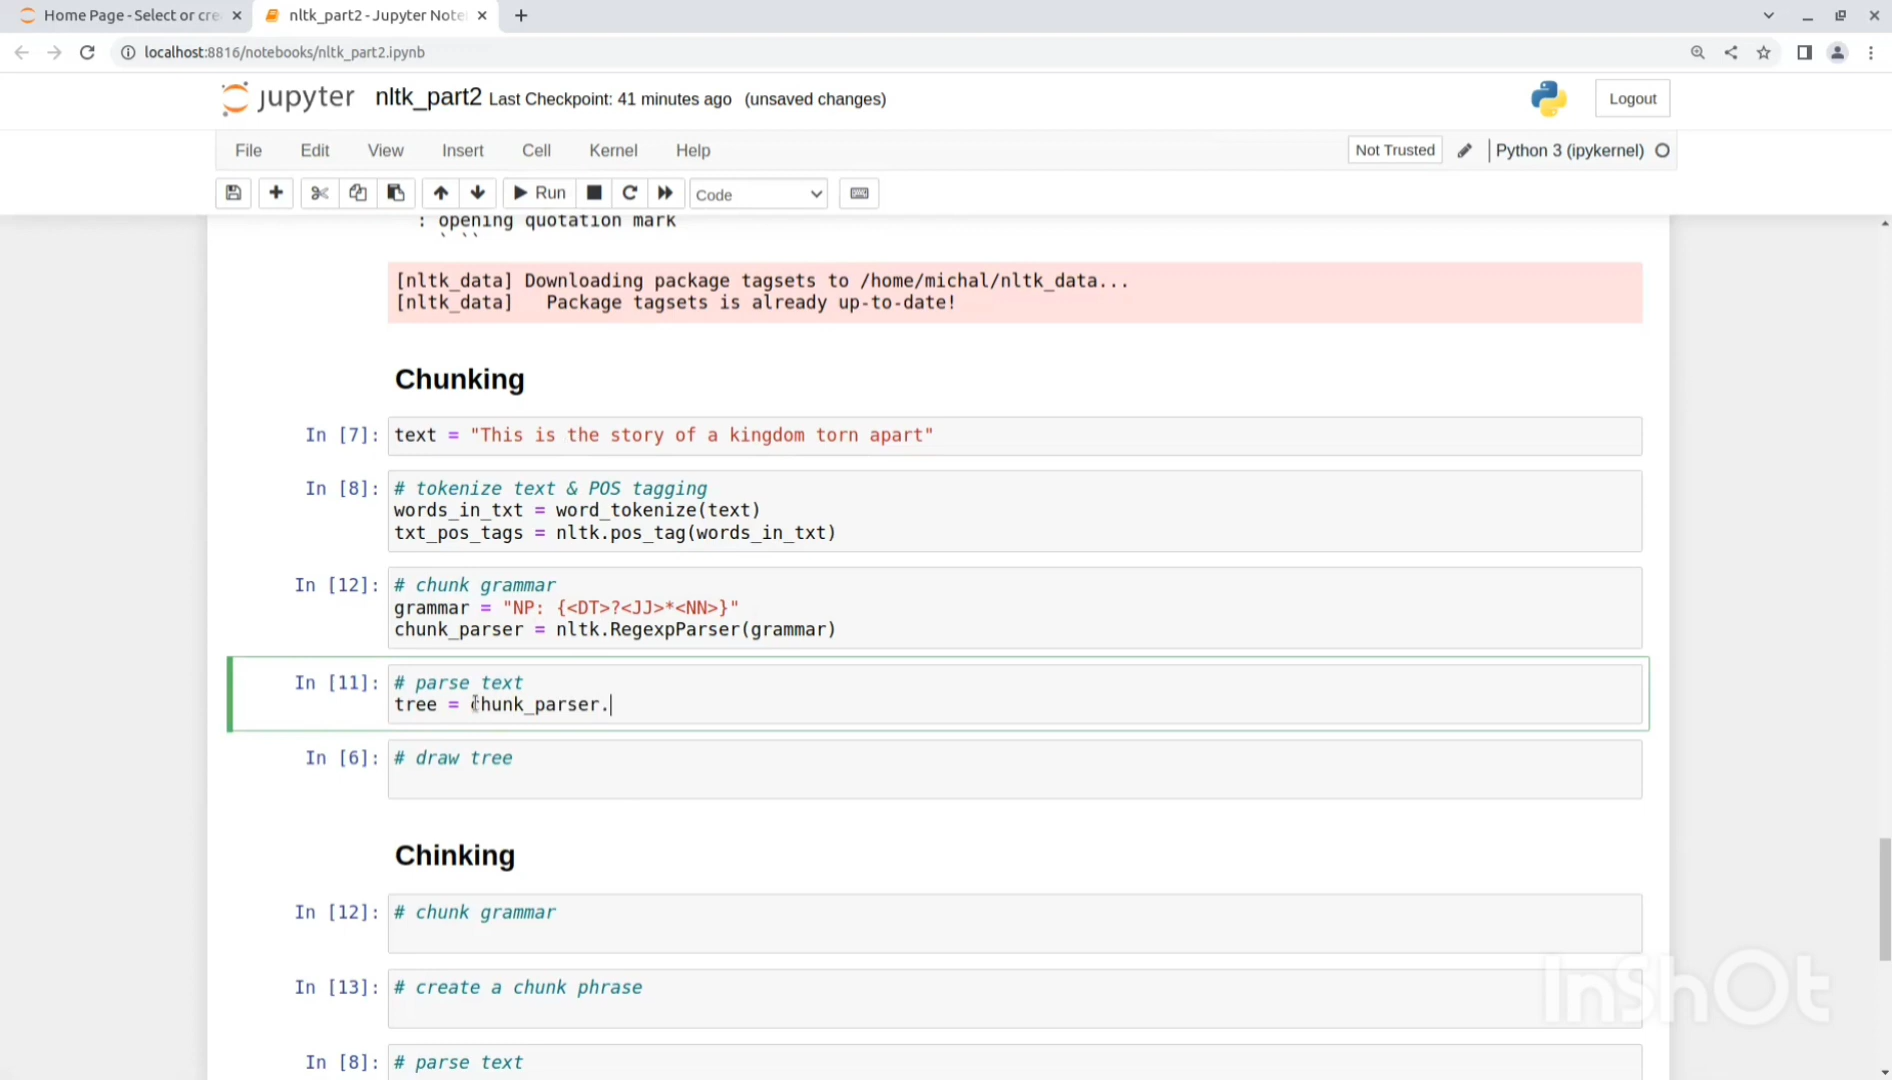 Home Page - Select or cre
nltk_part2 - Jupyter Note
localhost:8816/notebooks/nltk_part2.ipynb
jupyter nltk_part2 Last Checkpoint: 41 minutes ago (unsaved changes)
Logout
File Edit View Insert Cell Kernel Help
Not Trusted
Python 3 (ipykernel)
Run
Code
: opening quotation mark
` ``
[nltk_data] Downloading package tagsets to /home/michal/nltk_data...
[nltk_data]   Package tagsets is already up-to-date!
Chunking
In [7]: text = "This is the story of a kingdom torn apart"
In [8]: # tokenize text & POS tagging
words_in_txt = word_tokenize(text)
txt_pos_tags = nltk.pos_tag(words_in_txt)
In [12]: # chunk grammar
grammar = "NP: {<DT>?<JJ>*<NN>}"
chunk_parser = nltk.RegexpParser(grammar)
In [11]: # parse text
tree = chunk_parser.
In [6]: # draw tree
Chinking
In [12]: # chunk grammar
In [13]: # create a chunk phrase
In [8]: # parse text
InShOt